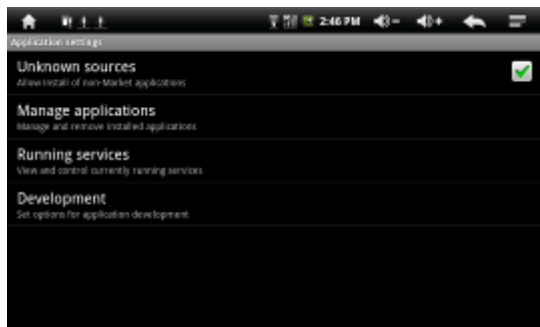 2:46 PM
Application settings
Unknown sources
Allow install of non-Market applications
Manage applications
Manage and remove installed applications
Running services
View and control currently running services
Development
Set options for application development